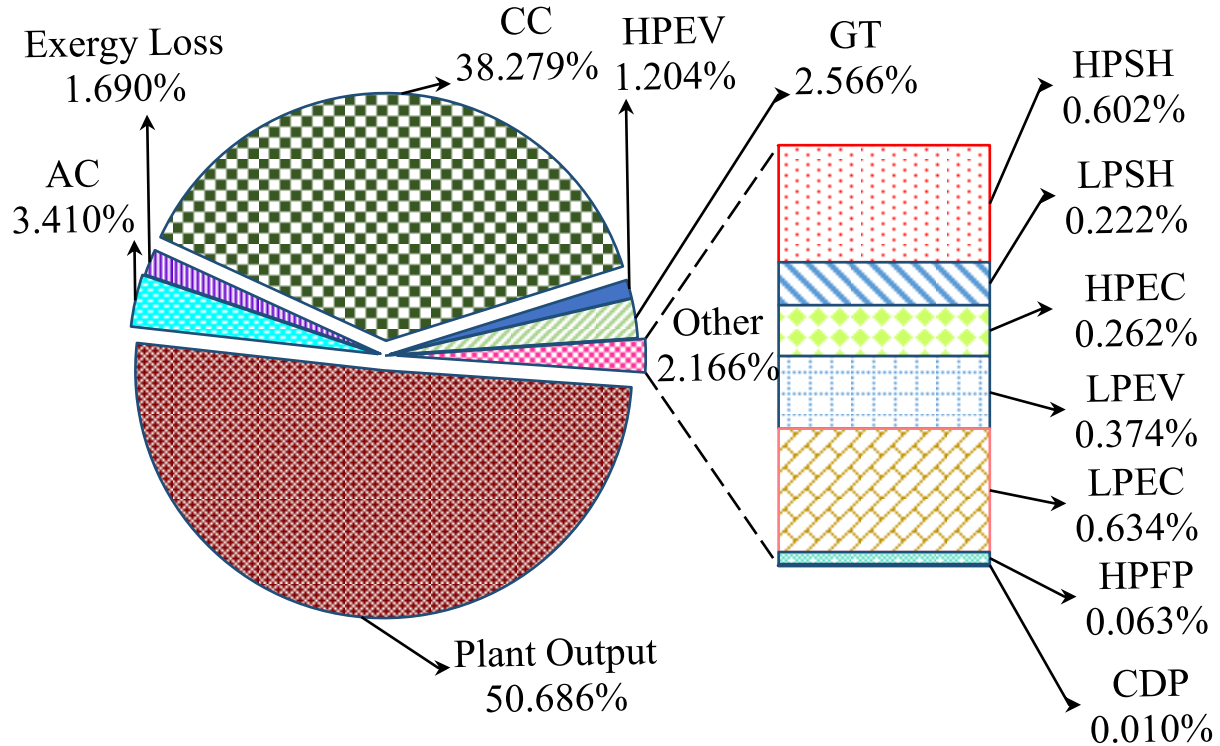 Exergy Loss
1.690%
CC
38.279%
HPEV
1.204%
GT
2.566%
AC
3.410%
Other
2.166%
Plant Output
50.686%
HPSH
0.602%
LPSH
0.222%
HPEC
0.262%
LPEV
0.374%
LPEC
0.634%
HPFP
0.063%
CDP
0.010%